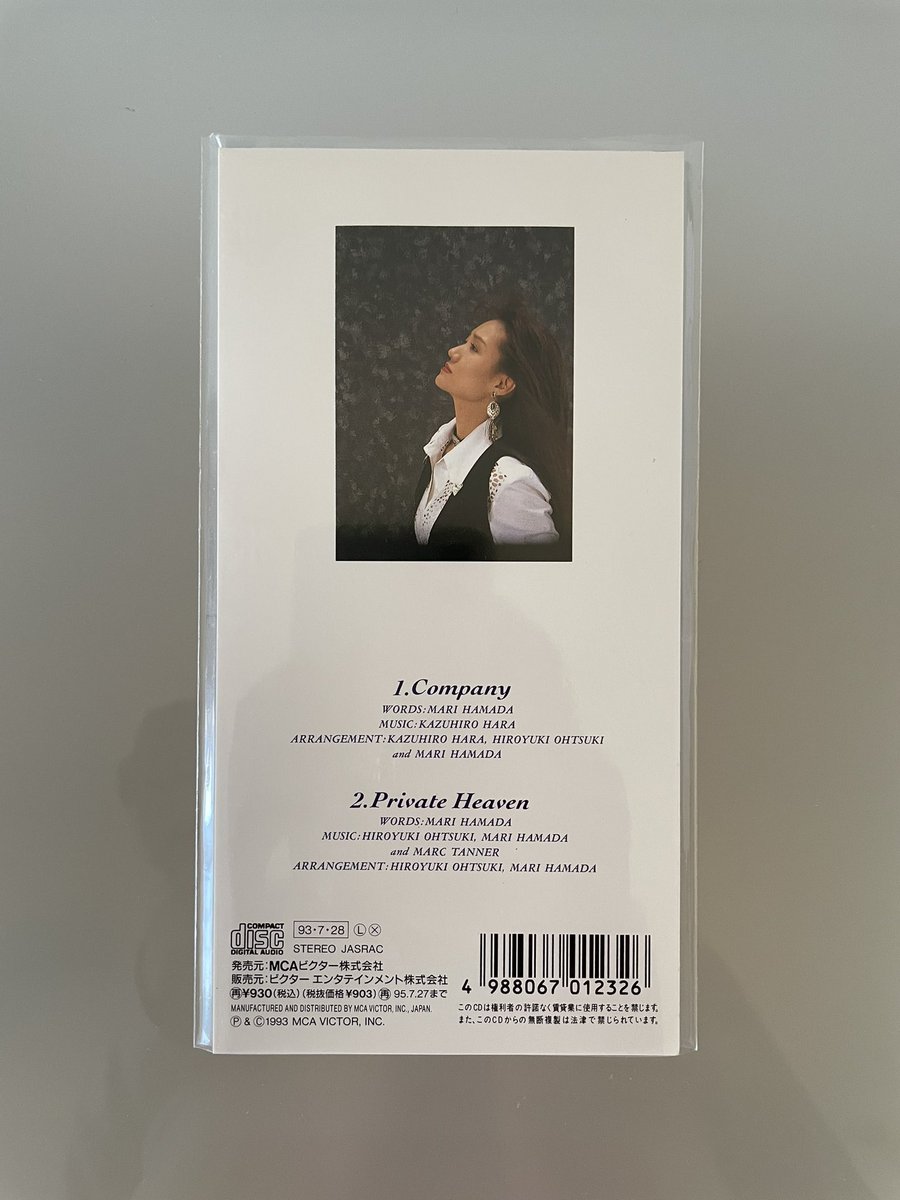 1.Company
WORDS:MARI HAMADA
MUSIC:KAZUHIRO HARA
ARRANGEMENT:KAZUHIRO HARA, HIROYUKI OHTSUKI
and MARI HAMADA
2.Private Heaven
WORDS:MARI HAMADA
MUSIC:HIROYUKI OHTSUKI, MARI HAMADA
and MARC TANNER
ARRANGEMENT:HIROYUKI OHTSUKI, MARI HAMADA
COMPACT
disc
DIGITAL AUDIO
93・7・28 Ⓛ Ⓧ
STEREO JASRAC
発売元:MCAビクター株式会社
販売元:ビクター エンタテインメント株式会社
再¥930(税込)(税抜価格¥903)再95.7.27まで
MANUFACTURED AND DISTRIBUTED BY MCA VICTOR, INC., JAPAN.
Ⓟ & Ⓒ1993 MCA VICTOR, INC.
4 988067 012326
このCDは権利者の許諾なく賃貸業に使用することを禁じます。
また、このCDからの無断複製は法津で禁じられています。